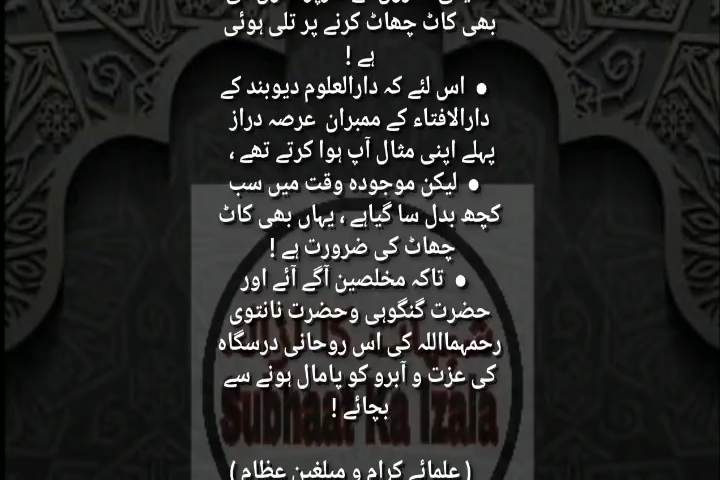 بھی کاٹ چھاٹ کرنے پر تلی ہوئی
ہے !
• اس لئے کہ دارالعلوم دیوبند کے
دارالافتاء کے ممبران عرصہ دراز
پہلے اپنی مثال آپ ہوا کرتے تھے ،
• لیکن موجودہ وقت میں سب
کچھ بدل سا گیاہے ، یہاں بھی کاٹ
چھاٹ کی ضرورت ہے !
• تاکہ مخلصین آگے آئے اور
حضرت گنگوہی وحضرت نانتوی
رحمہمااللہ کی اس روحانی درسگاہ
کی عزت و آبرو کو پامال ہونے سے
بچائے !
Subhaat Ka Izala
( علمائے کرام و مبلغین عظام )